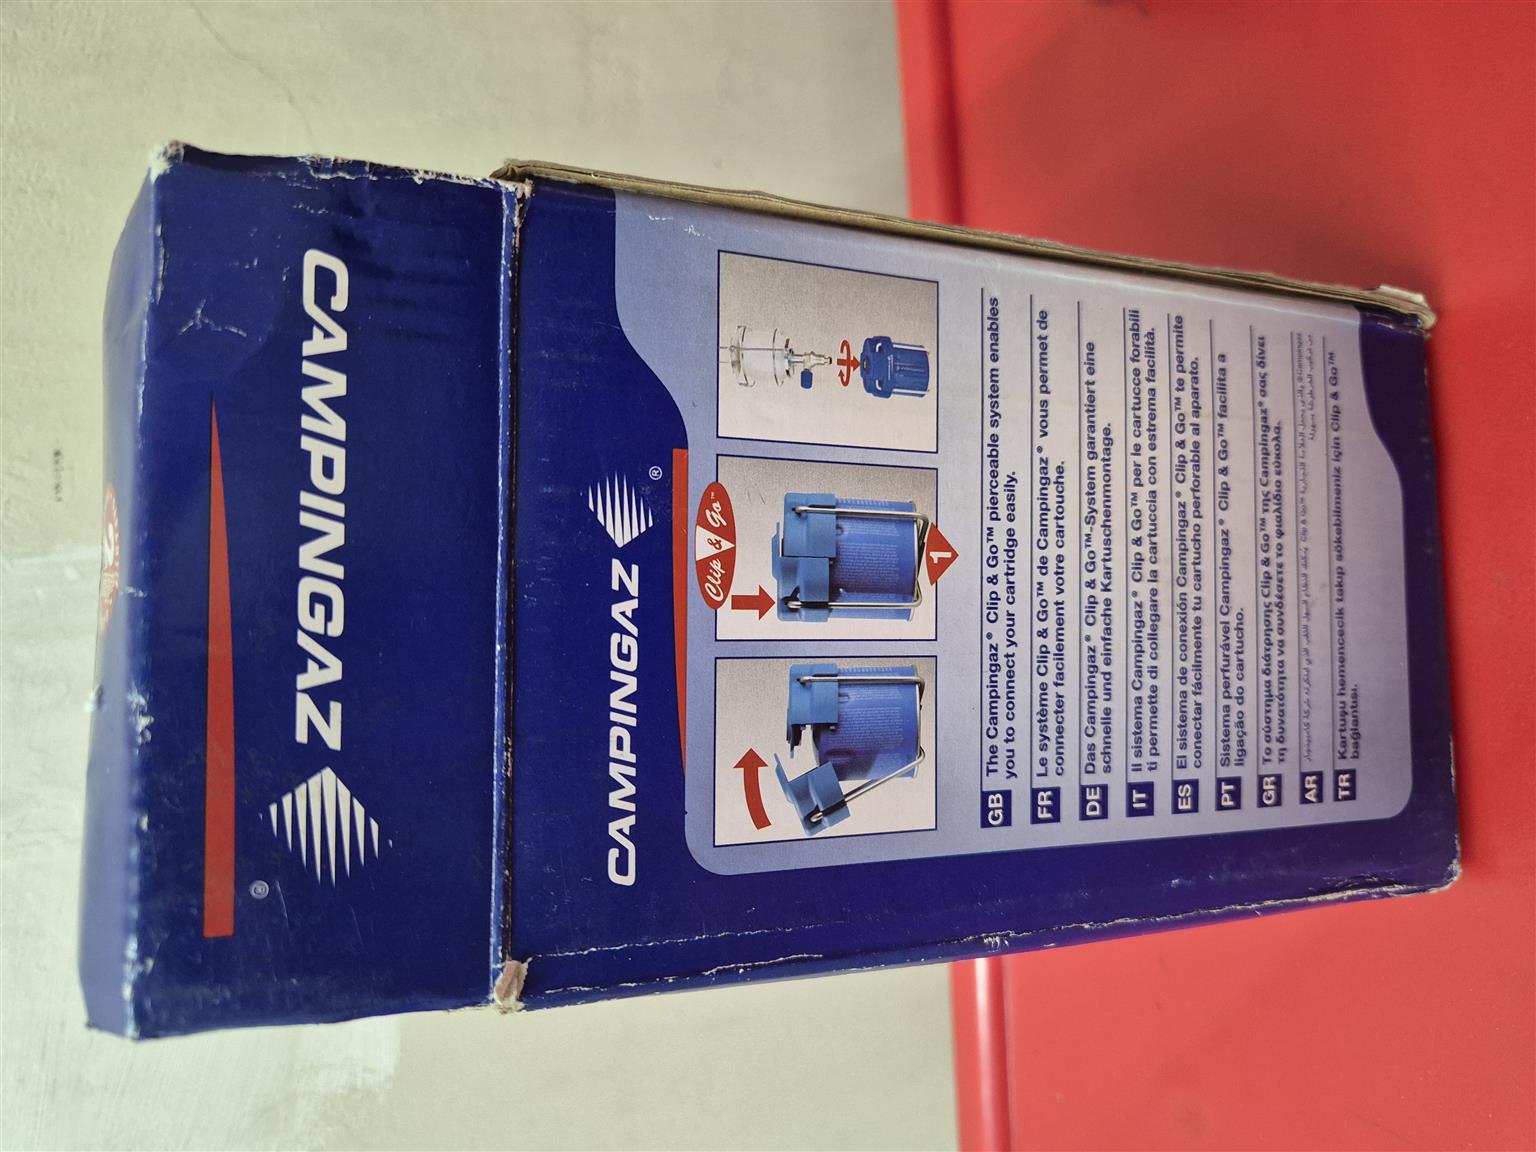 CAMPINGAZ ®
CAMPINGAZ ®
Clip & Go™
1
GB The Campingaz® Clip & Go™ pierceable system enables
you to connect your cartridge easily.
FR Le système Clip & Go™ de Campingaz® vous permet de
connecter facilement votre cartouche.
DE Das Campingaz® Clip & Go™-System garantiert eine
schnelle und einfache Kartuschenmontage.
IT Il sistema Campingaz® Clip & Go™ per le cartucce forabili
ti permette di collegare la cartuccia con estrema facilità.
ES El sistema de conexión Campingaz® Clip & Go™ te permite
conectar fácilmente tu cartucho perforable al aparato.
PT Sistema perfurável Campingaz® Clip & Go™ facilita a
ligação do cartucho.
GR Το σύστημα διάτρησης Clip & Go™ της Campingaz® σας δίνει
τη δυνατότητα να συνδέσετε το φιαλίδιο εύκολα.
AR
TR Kartuşu hemencecik takıp sökebilmeniz için Clip & Go™
bağlantısı.